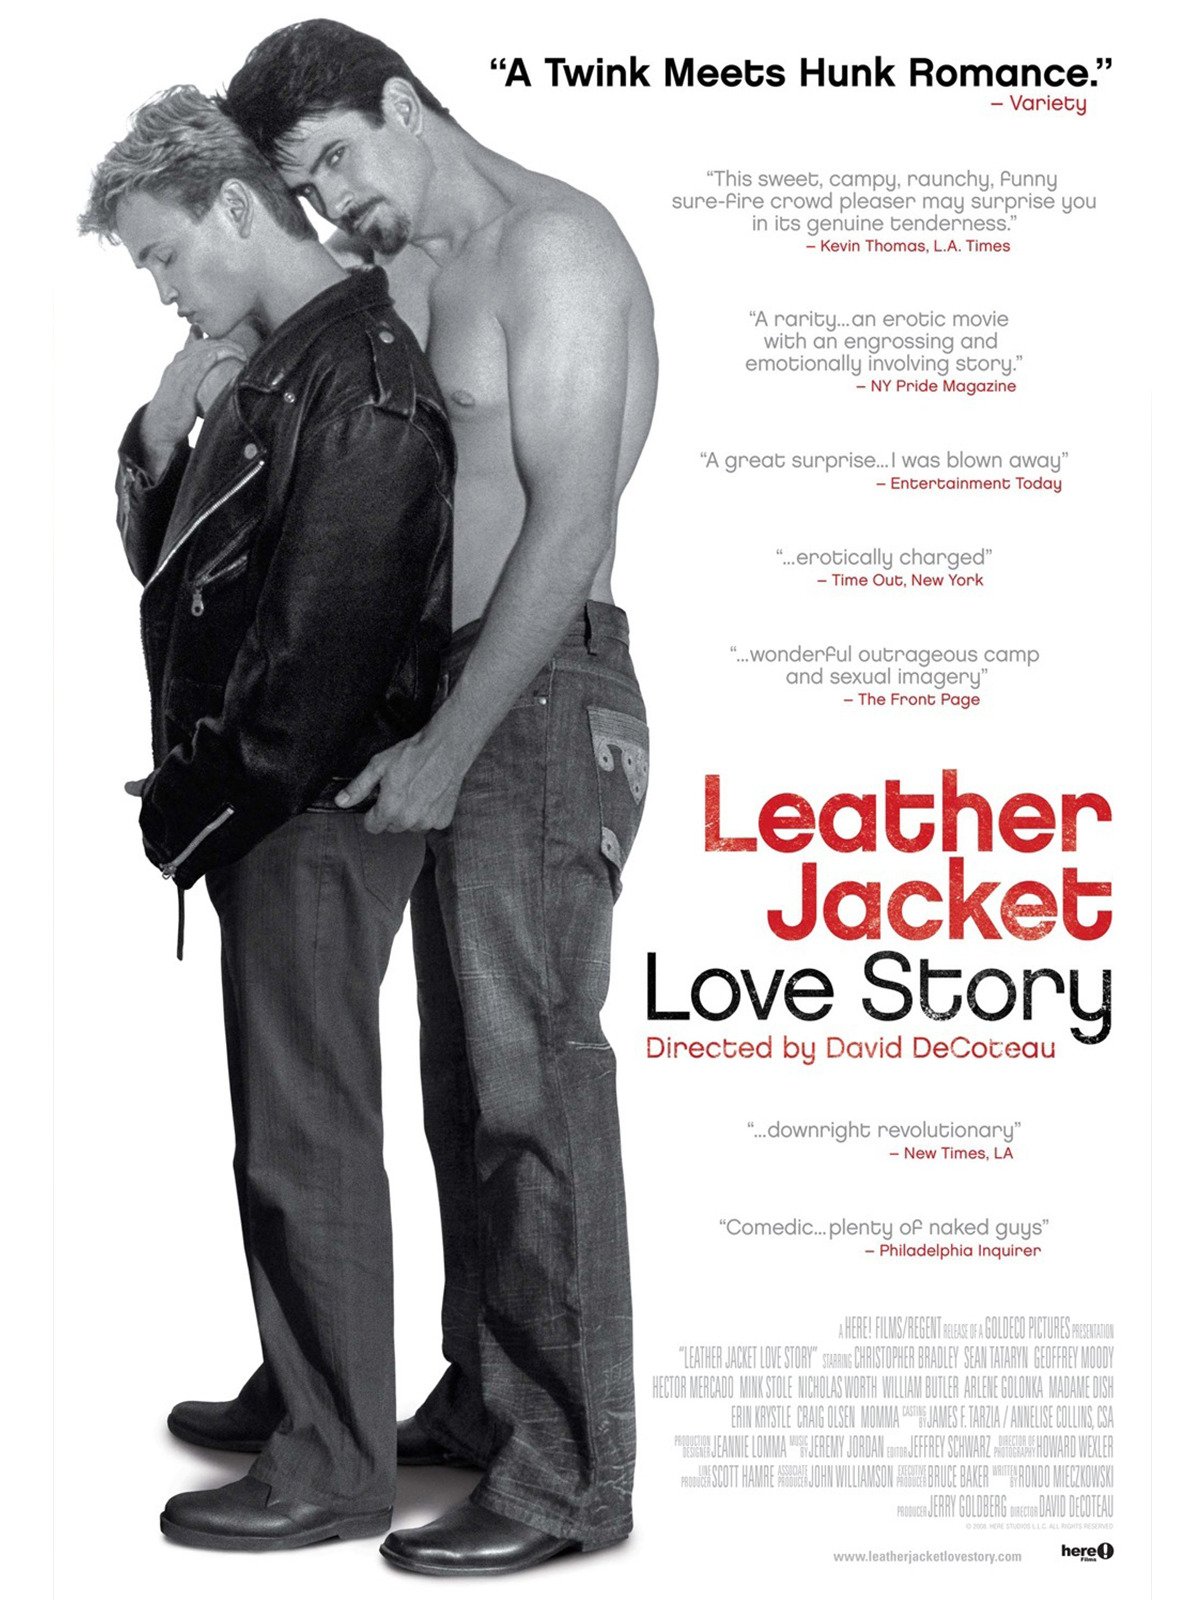 “A Twink Meets Hunk Romance.”
– Variety
“This sweet, campy, raunchy, funny
sure-fire crowd pleaser may surprise you
in its genuine tenderness.”
– Kevin Thomas, L.A. Times
“A rarity...an erotic movie
with an engrossing and
emotionally involving story.”
– NY Pride Magazine
“A great surprise...I was blown away”
– Entertainment Today
“...erotically charged”
– Time Out, New York
“...wonderful outrageous camp
and sexual imagery”
– The Front Page
Leather
Jacket
Love Story
Directed by David DeCoteau
“...downright revolutionary”
– New Times, LA
“Comedic...plenty of naked guys”
– Philadelphia Inquirer
A HERE! FILMS/REGENT RELEASE OF A GOLDECO PICTURES PRESENTATION
“LEATHER JACKET LOVE STORY” STARRING CHRISTOPHER BRADLEY SEAN TATARYN GEOFFREY MOODY
HECTOR MERCADO MINK STOLE NICHOLAS WORTH WILLIAM BUTLER ARLENE GOLONKA MADAME DISH
ERIN KRYSTLE CRAIG OLSEN MOMMA CASTING BY JAMES F. TARZIA / ANNELISE COLLINS, CSA
PRODUCTION DESIGNER JEANNIE LOMMA MUSIC BY JEREMY JORDAN EDITOR JEFFREY SCHWARZ DIRECTOR OF PHOTOGRAPHY HOWARD WEXLER
LINE PRODUCER SCOTT HAMRE ASSOCIATE PRODUCER JOHN WILLIAMSON EXECUTIVE PRODUCER BRUCE BAKER WRITTEN BY RONDO MIECZKOWSKI
PRODUCER JERRY GOLDBERG DIRECTOR DAVID DeCOTEAU
© 2008 HERE STUDIOS L.L.C. ALL RIGHTS RESERVED
www.leatherjacketlovestory.com
here!
Films